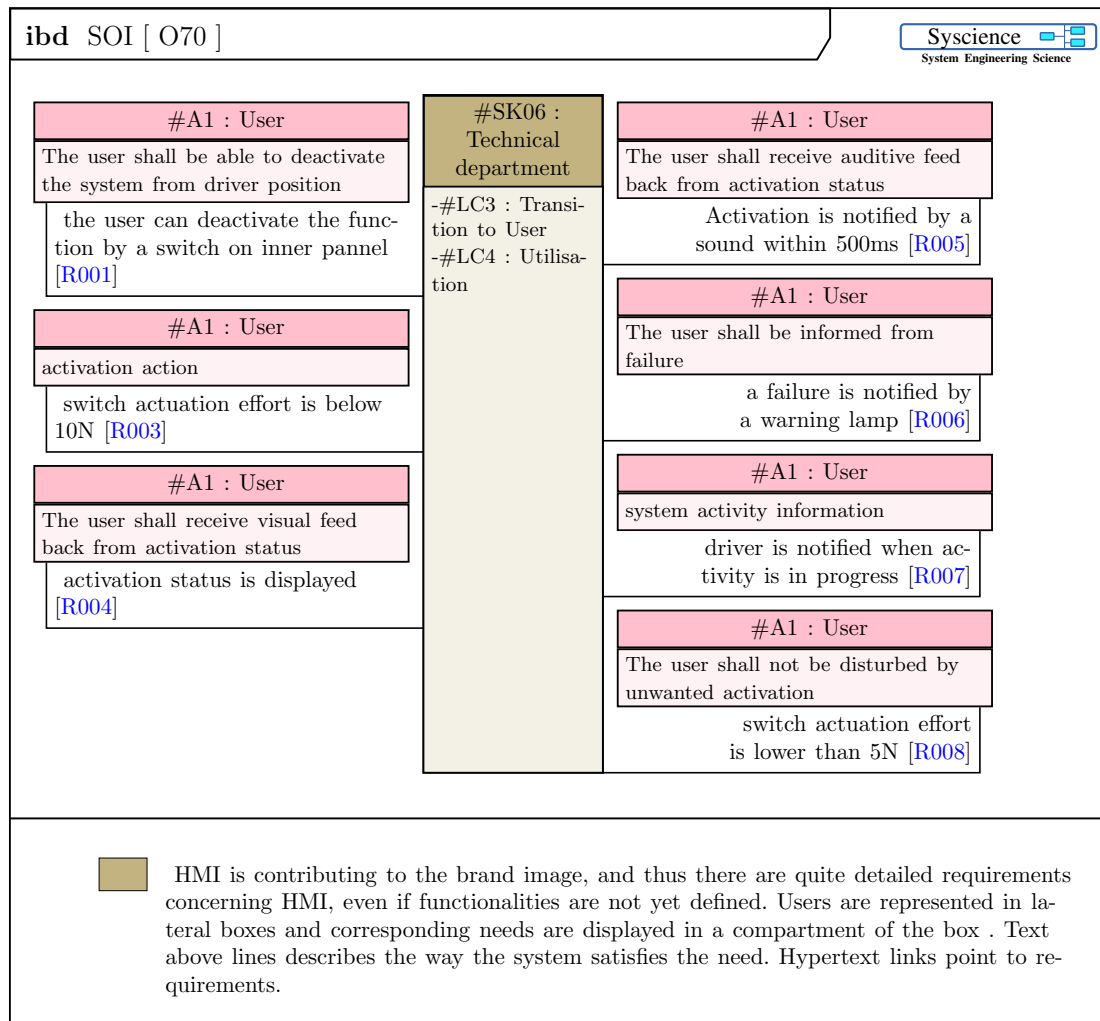 ibd SOI [ O70 ]
Syscience
System Engineering Science
#A1 : User
The user shall be able to deactivate
the system from driver position
the user can deactivate the func-
tion by a switch on inner pannel
[R001]
#A1 : User
activation action
switch actuation effort is below
10N [R003]
#A1 : User
The user shall receive visual feed
back from activation status
activation status is displayed
[R004]
#SK06 :
Technical
department
-#LC3 : Transi-
tion to User
-#LC4 : Utilisa-
tion
#A1 : User
The user shall receive auditive feed
back from activation status
Activation is notified by a
sound within 500ms [R005]
#A1 : User
The user shall be informed from
failure
a failure is notified by
a warning lamp [R006]
#A1 : User
system activity information
driver is notified when ac-
tivity is in progress [R007]
#A1 : User
The user shall not be disturbed by
unwanted activation
switch actuation effort
is lower than 5N [R008]
HMI is contributing to the brand image, and thus there are quite detailed requirements
concerning HMI, even if functionalities are not yet defined. Users are represented in la-
teral boxes and corresponding needs are displayed in a compartment of the box . Text
above lines describes the way the system satisfies the need. Hypertext links point to re-
quirements.